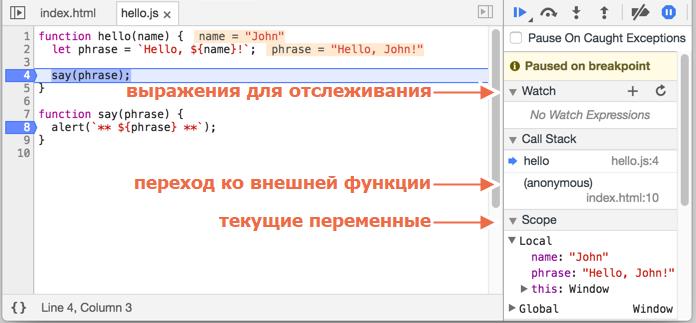 index.html hello.js ×
1 function hello(name) { name = "John"
2 let phrase = `Hello, ${name}!`; phrase = "Hello, John!"
3
4 say(phrase);
5 }
6
7 function say(phrase) {
8 alert(`** ${phrase} **`);
9 }
10
выражения для отслеживания
переход ко внешней функции
текущие переменные
{} Line 4, Column 3
Pause On Caught Exceptions
Paused on breakpoint
Watch
No Watch Expressions
Call Stack
hello hello.js:4
(anonymous)
index.html:10
Scope
Local
name: "John"
phrase: "Hello, John!"
this: Window
Global Window